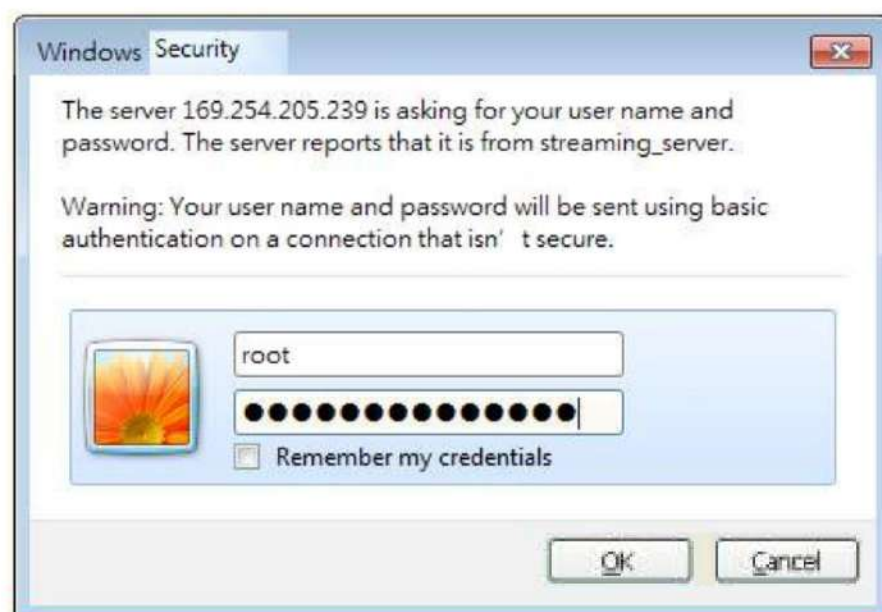 Windows Security
The server 169.254.205.239 is asking for your user name and
password. The server reports that it is from streaming_server.
Warning: Your user name and password will be sent using basic
authentication on a connection that isn' t secure.
root
●●●●●●●●●●●●●●
Remember my credentials
OK
Cancel